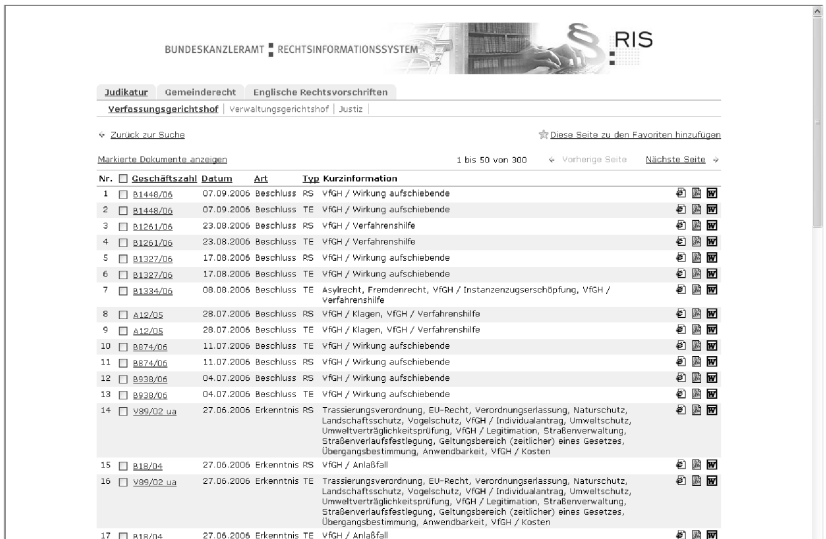 BUNDESKANZLERAMT RECHTSINFORMATIONSSYSTEM
§ RIS
Judikatur Gemeinderecht Englische Rechtsvorschriften
Verfassungsgerichtshof | Verwaltungsgerichtshof | Justiz |
Zurück zur Suche Diese Seite zu den Favoriten hinzufügen
Markierte Dokumente anzeigen 1 bis 50 von 300 Vorherige Seite Nächste Seite
Nr. Geschäftszahl Datum Art Typ Kurzinformation
1 B1448/06 07.09.2006 Beschluss RS VfGH / Wirkung aufschiebende
2 B1448/06 07.09.2006 Beschluss TE VfGH / Wirkung aufschiebende
3 B1261/06 23.08.2006 Beschluss RS VfGH / Verfahrenshilfe
4 B1261/06 23.08.2006 Beschluss TE VfGH / Verfahrenshilfe
5 B1327/06 17.08.2006 Beschluss RS VfGH / Wirkung aufschiebende
6 B1327/06 17.08.2006 Beschluss TE VfGH / Wirkung aufschiebende
7 B1334/06 08.08.2006 Beschluss TE Asylrecht, Fremdenrecht, VfGH / Instanzenzugserschöpfung, VfGH /
Verfahrenshilfe
8 A12/05 28.07.2006 Beschluss RS VfGH / Klagen, VfGH / Verfahrenshilfe
9 A12/05 28.07.2006 Beschluss TE VfGH / Klagen, VfGH / Verfahrenshilfe
10 B874/06 11.07.2006 Beschluss TE VfGH / Wirkung aufschiebende
11 B874/06 11.07.2006 Beschluss RS VfGH / Wirkung aufschiebende
12 B938/06 04.07.2006 Beschluss RS VfGH / Wirkung aufschiebende
13 B938/06 04.07.2006 Beschluss TE VfGH / Wirkung aufschiebende
14 V89/02 ua 27.06.2006 Erkenntnis RS Trassierungsverordnung, EU-Recht, Verordnungserlassung, Naturschutz,
Landschaftsschutz, Vogelschutz, VfGH / Individualantrag, Umweltschutz,
Umweltverträglichkeitsprüfung, VfGH / Legitimation, Straßenverwaltung,
Straßenverlaufsfestlegung, Geltungsbereich (zeitlicher) eines Gesetzes,
Übergangsbestimmung, Anwendbarkeit, VfGH / Kosten
15 B18/04 27.06.2006 Erkenntnis RS VfGH / Anlaßfall
16 V89/02 ua 27.06.2006 Erkenntnis TE Trassierungsverordnung, EU-Recht, Verordnungserlassung, Naturschutz,
Landschaftsschutz, Vogelschutz, VfGH / Individualantrag, Umweltschutz,
Umweltverträglichkeitsprüfung, VfGH / Legitimation, Straßenverwaltung,
Straßenverlaufsfestlegung, Geltungsbereich (zeitlicher) eines Gesetzes,
Übergangsbestimmung, Anwendbarkeit, VfGH / Kosten
17 B18/04 27.06.2006 Erkenntnis TE VfGH / Anlaßfall